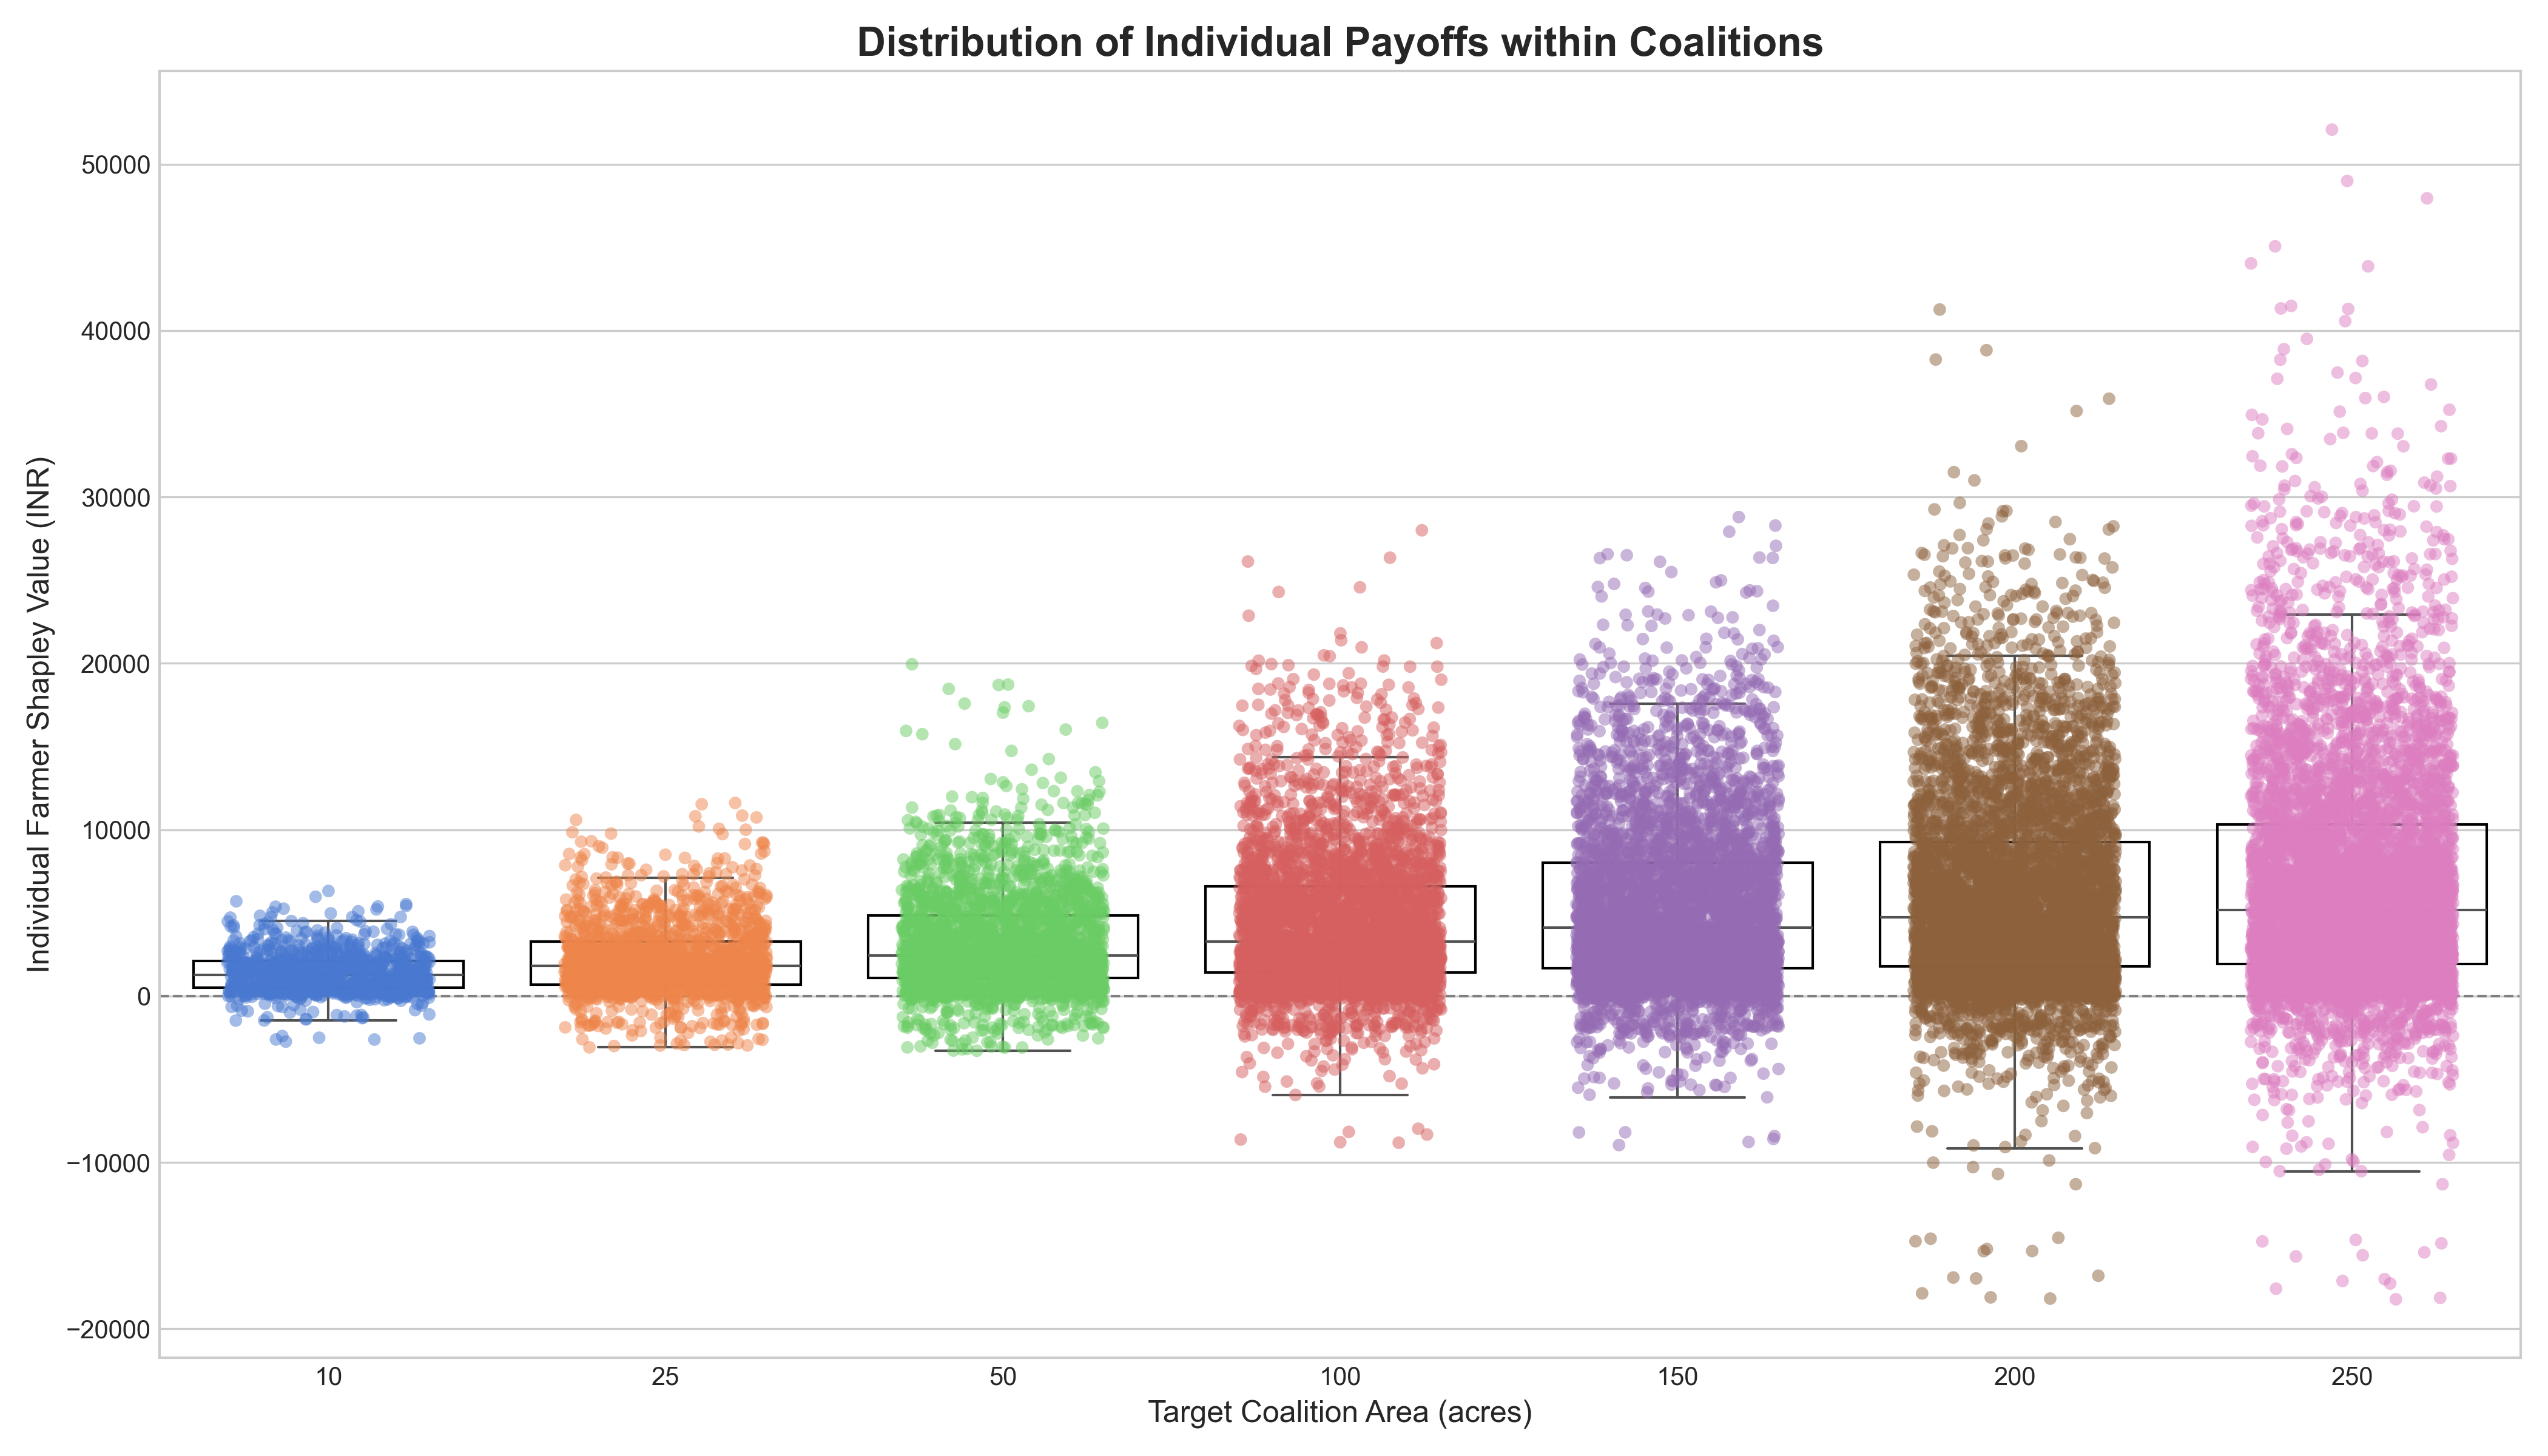 Distribution of Individual Payoffs within Coalitions
Individual Farmer Shapley Value (INR)
50000
40000
30000
20000
10000
0
−10000
−20000
10 25 50 100 150 200 250
Target Coalition Area (acres)